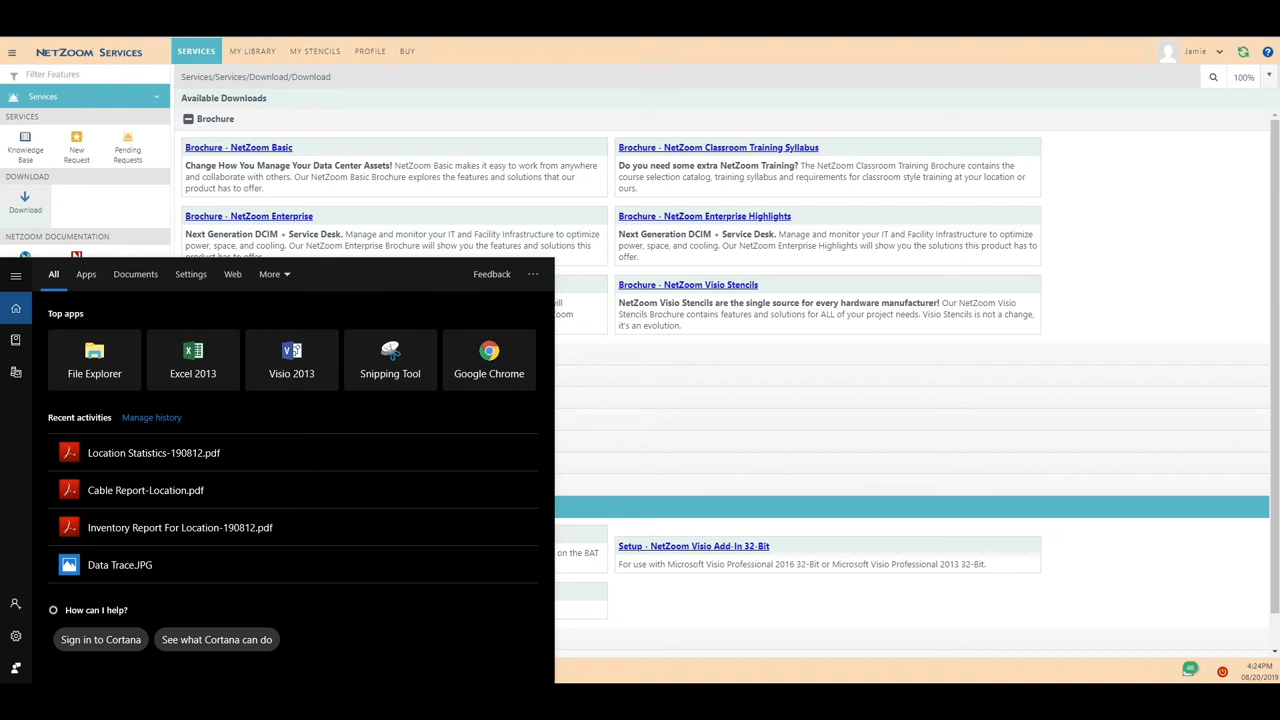 NETZOOM SERVICES
SERVICES
MY LIBRARY
MY STENCILS
PROFILE
BUY
Jamie
Filter Features
Services/Services/Download/Download
100%
Services
Available Downloads
SERVICES
Brochure
Knowledge Base
New Request
Pending Requests
DOWNLOAD
Download
NETZOOM DOCUMENTATION
Brochure - NetZoom Basic
Change How You Manage Your Data Center Assets! NetZoom Basic makes it easy to work from anywhere
and collaborate with others. Our NetZoom Basic Brochure explores the features and solutions that our
product has to offer.
Brochure - NetZoom Classroom Training Syllabus
Do you need some extra NetZoom Training? The NetZoom Classroom Training Brochure contains the
course selection catalog, training syllabus and requirements for classroom style training at your location or
ours.
Brochure - NetZoom Enterprise
Next Generation DCIM + Service Desk. Manage and monitor your IT and Facility Infrastructure to optimize
power, space, and cooling. Our NetZoom Enterprise Brochure will show you the features and solutions this
product has to offer.
Brochure - NetZoom Enterprise Highlights
Next Generation DCIM + Service Desk. Manage and monitor your IT and Facility Infrastructure to optimize
power, space, and cooling. Our NetZoom Enterprise Highlights will show you the solutions this product has to
offer.
will
Zoom
Brochure - NetZoom Visio Stencils
NetZoom Visio Stencils are the single source for every hardware manufacturer! Our NetZoom Visio
Stencils Brochure contains features and solutions for ALL of your project needs. Visio Stencils is not a change,
it's an evolution.
on the BAT
Setup - NetZoom Visio Add-In 32-Bit
For use with Microsoft Visio Professional 2016 32-Bit or Microsoft Visio Professional 2013 32-Bit.
All
Apps
Documents
Settings
Web
More
Feedback
Top apps
File Explorer
Excel 2013
Visio 2013
Snipping Tool
Google Chrome
Recent activities
Manage history
Location Statistics-190812.pdf
Cable Report-Location.pdf
Inventory Report For Location-190812.pdf
Data Trace.JPG
How can I help?
Sign in to Cortana
See what Cortana can do
46
4:24PM
08/20/2019